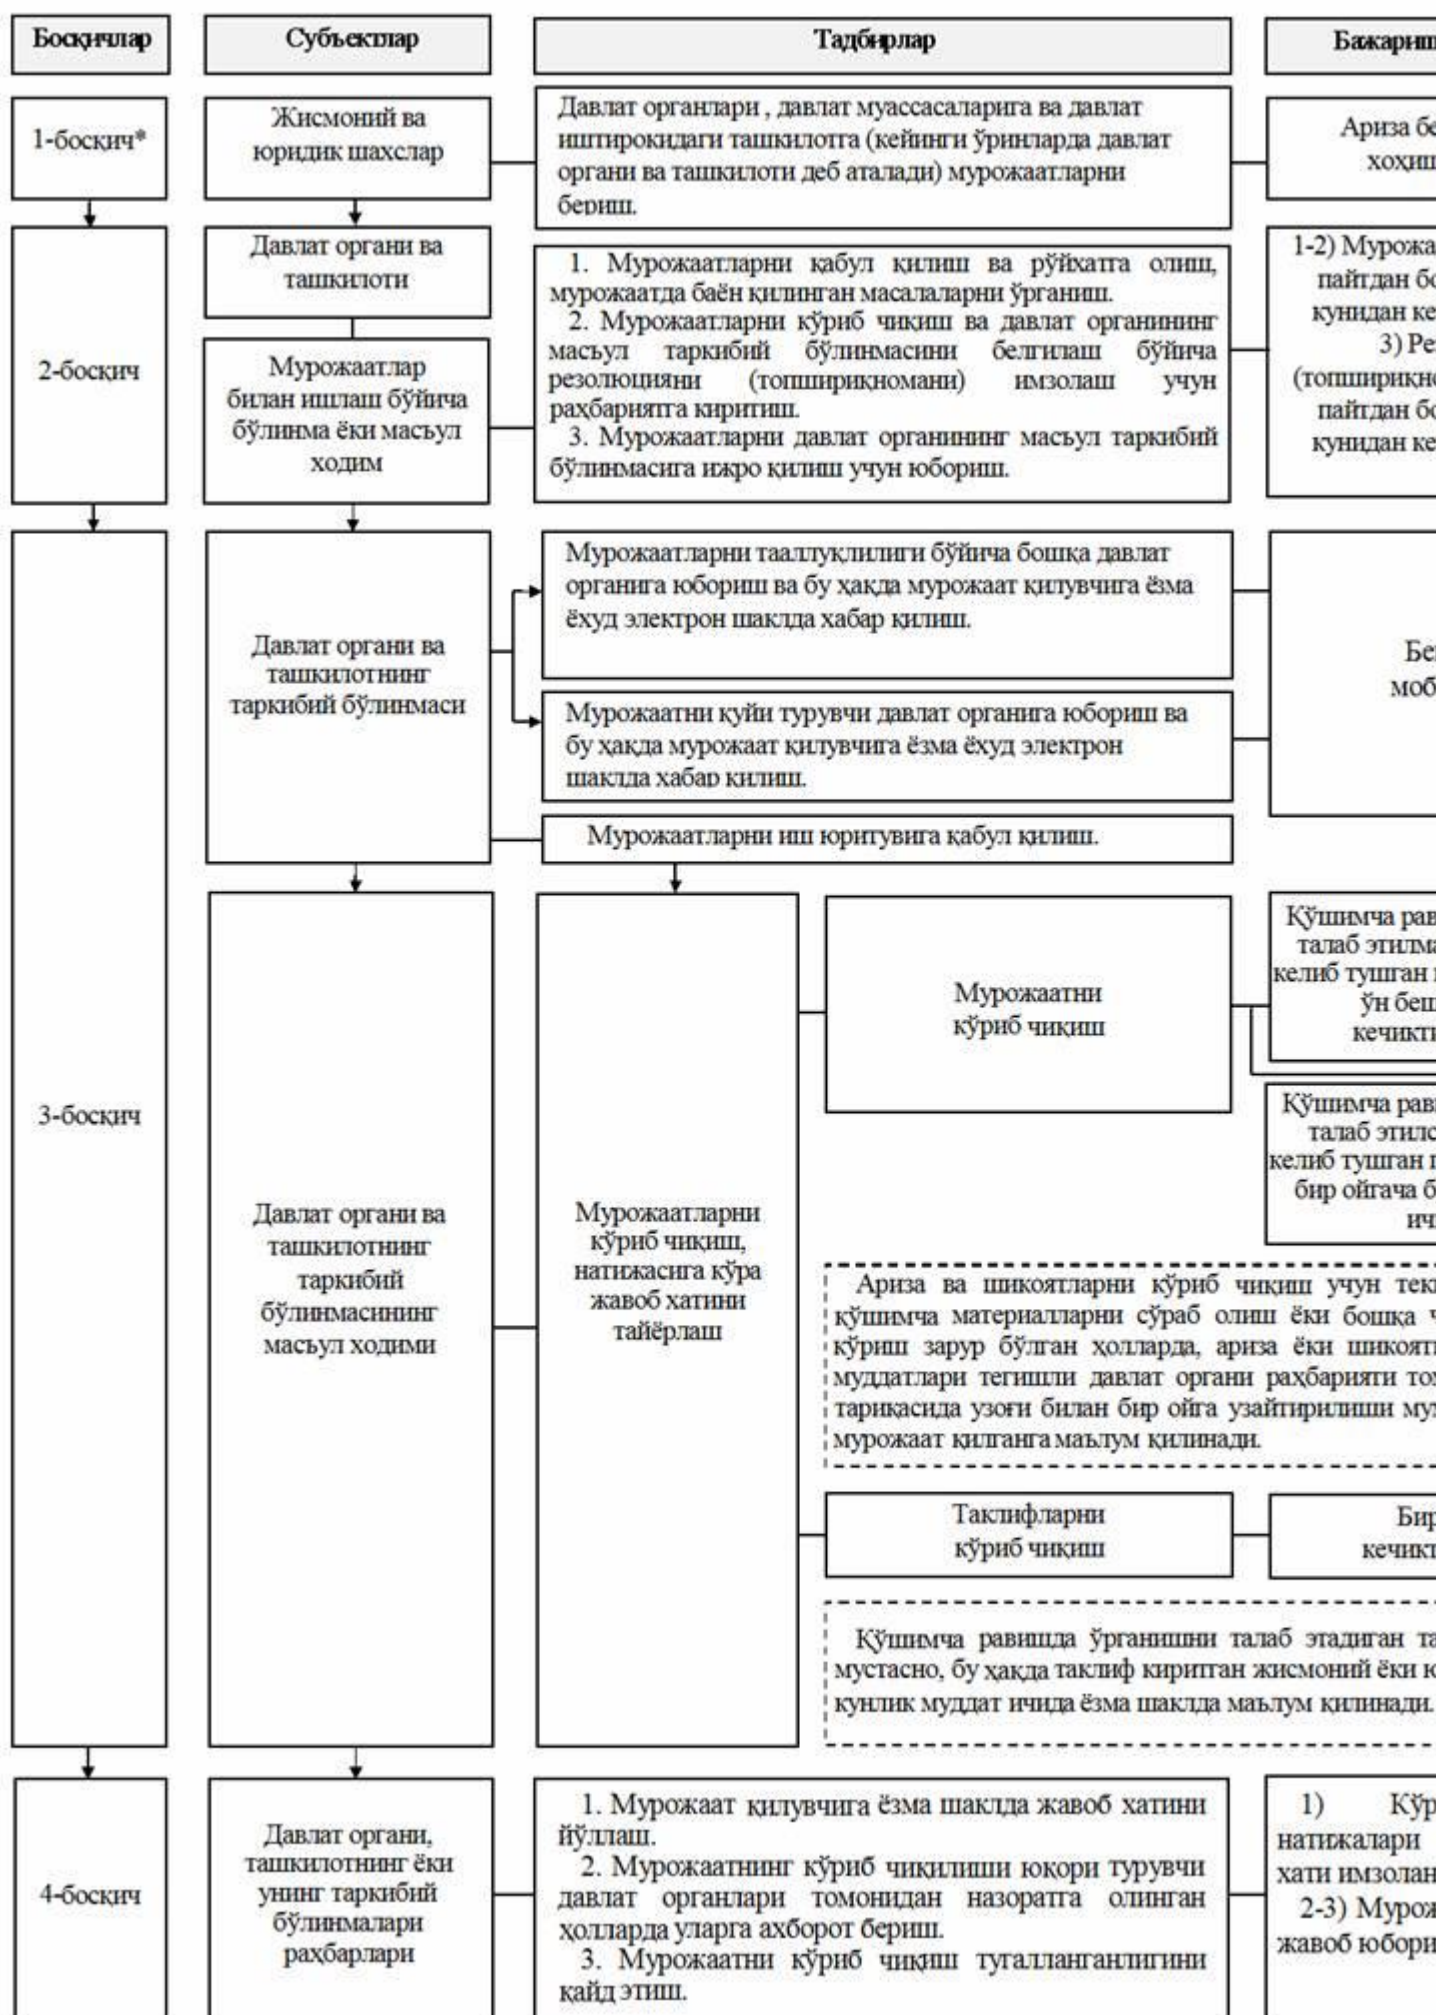 Босқичлар
Субъектлар
Тадбирлар
Бажариш
1-босқич*
Жисмоний ва
юридик шахслар
Давлат органлари , давлат муассасаларига ва давлат
иштирокидаги ташкилотга (кейинги ўринларда давлат
органи ва ташкилоти деб аталади) мурожаатларни
бериш.
Ариза бе
хоҳиш
2-босқич
Давлат органи ва
ташкилоти
Мурожаатлар
билан ишлаш бўйича
бўлинма ёки масъул
ходим
1. Мурожаатларни қабул қилиш ва рўйхатга олиш,
мурожаатда баён қилинган масалаларни ўрганиш.
2. Мурожаатларни кўриб чиқиш ва давлат органининг
масъул таркибий бўлинмасини белгилаш бўйича
резолюцияни (топшириқномани) имзолаш учун
раҳбариятга киритиш.
3. Мурожаатларни давлат органининг масъул таркибий
бўлинмасига ижро қилиш учун юбориш.
1-2) Мурожа
пайтдан бо
кунидан ке
3) Ре
(топшириқно
пайтдан бо
кунидан ке
3-босқич
Давлат органи ва
ташкилотнинг
таркибий бўлинмаси
Мурожаатларни тааллуқлилиги бўйича бошқа давлат
органига юбориш ва бу ҳақда мурожаат қилувчига ёзма
ёхуд электрон шаклда хабар қилиш.
Мурожаатни қуйи турувчи давлат органига юбориш ва
бу ҳақда мурожаат қилувчига ёзма ёхуд электрон
шаклда хабар қилиш.
Бе
моб
Мурожаатларни иш юритувига қабул қилиш.
Давлат органи ва
ташкилотнинг
таркибий
бўлинмасининг
масъул ходими
Мурожаатларни
кўриб чиқиш,
натижасига кўра
жавоб хатини
тайёрлаш
Мурожаатни
кўриб чиқиш
Қўшимча рав
талаб этилма
келиб тушган
ўн беш
кечикти
Қўшимча рав
талаб этилс
келиб тушган п
бир ойгача б
ич
Ариза ва шикоятларни кўриб чиқиш учун тек
қўшимча материалларни сўраб олиш ёки бошқа ч
кўриш зарур бўлган ҳолларда, ариза ёки шикоят
муддатлари тегишли давлат органи раҳбарияти то
тариқасида узоғи билан бир ойга узайтирилиши му
мурожаат қилганга маълум қилинади.
Таклифларни
кўриб чиқиш
Бир
кечикт
Қўшимча равишда ўрганишни талаб этадиган та
мустасно, бу ҳақда таклиф киритган жисмоний ёки ю
кунлик муддат ичида ёзма шаклда маълум қилинади.
4-босқич
Давлат органи,
ташкилотнинг ёки
унинг таркибий
бўлинмалари
раҳбарлари
1. Мурожаат қилувчига ёзма шаклда жавоб хатини
йўллаш.
2. Мурожаатнинг кўриб чиқилиши юқори турувчи
давлат органлари томонидан назоратга олинган
ҳолларда уларга ахборот бериш.
3. Мурожаатни кўриб чиқиш тугалланганлигини
қайд этиш.
1) Кўр
натижалари
хати имзолан
2-3) Мурож
жавоб юбори